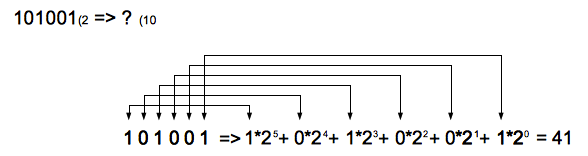 101001(2 => ? (10
1 0 1 0 0 1 => 1*2⁵+ 0*2⁴+ 1*2³+ 0*2²+ 0*2¹+ 1*2⁰ = 41